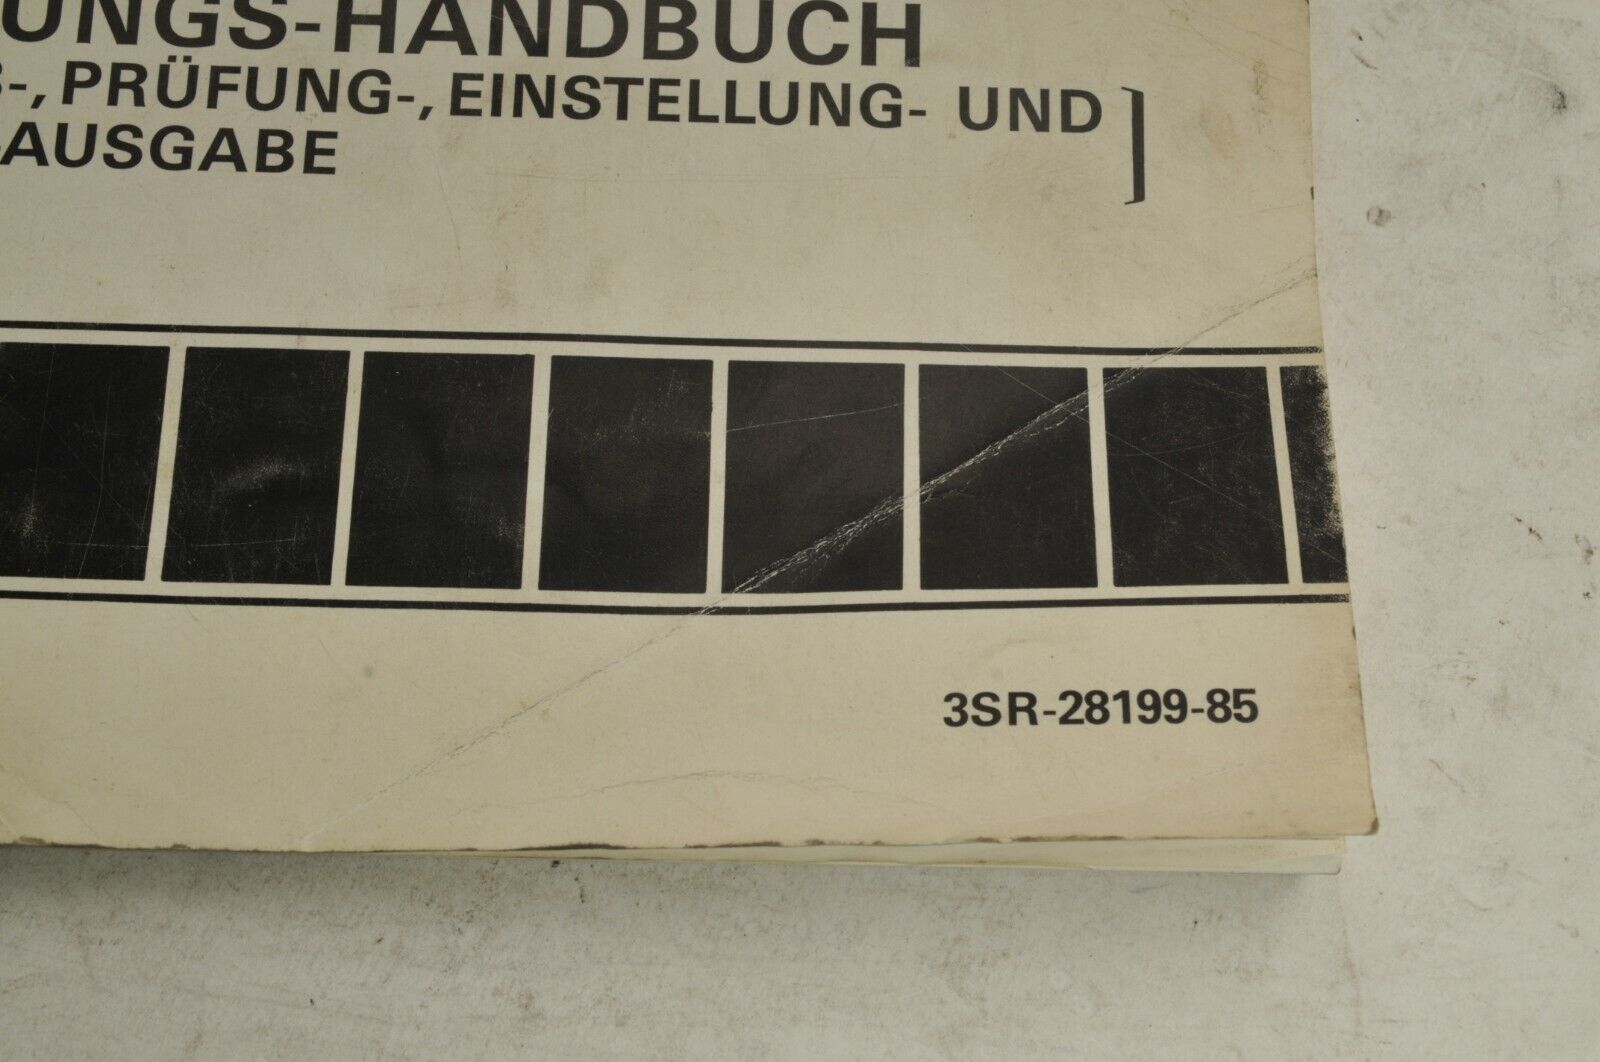 UNGS-HANDBUCH
-, PRÜFUNG-, EINSTELLUNG- UND ]
-AUSGABE
3SR-28199-85